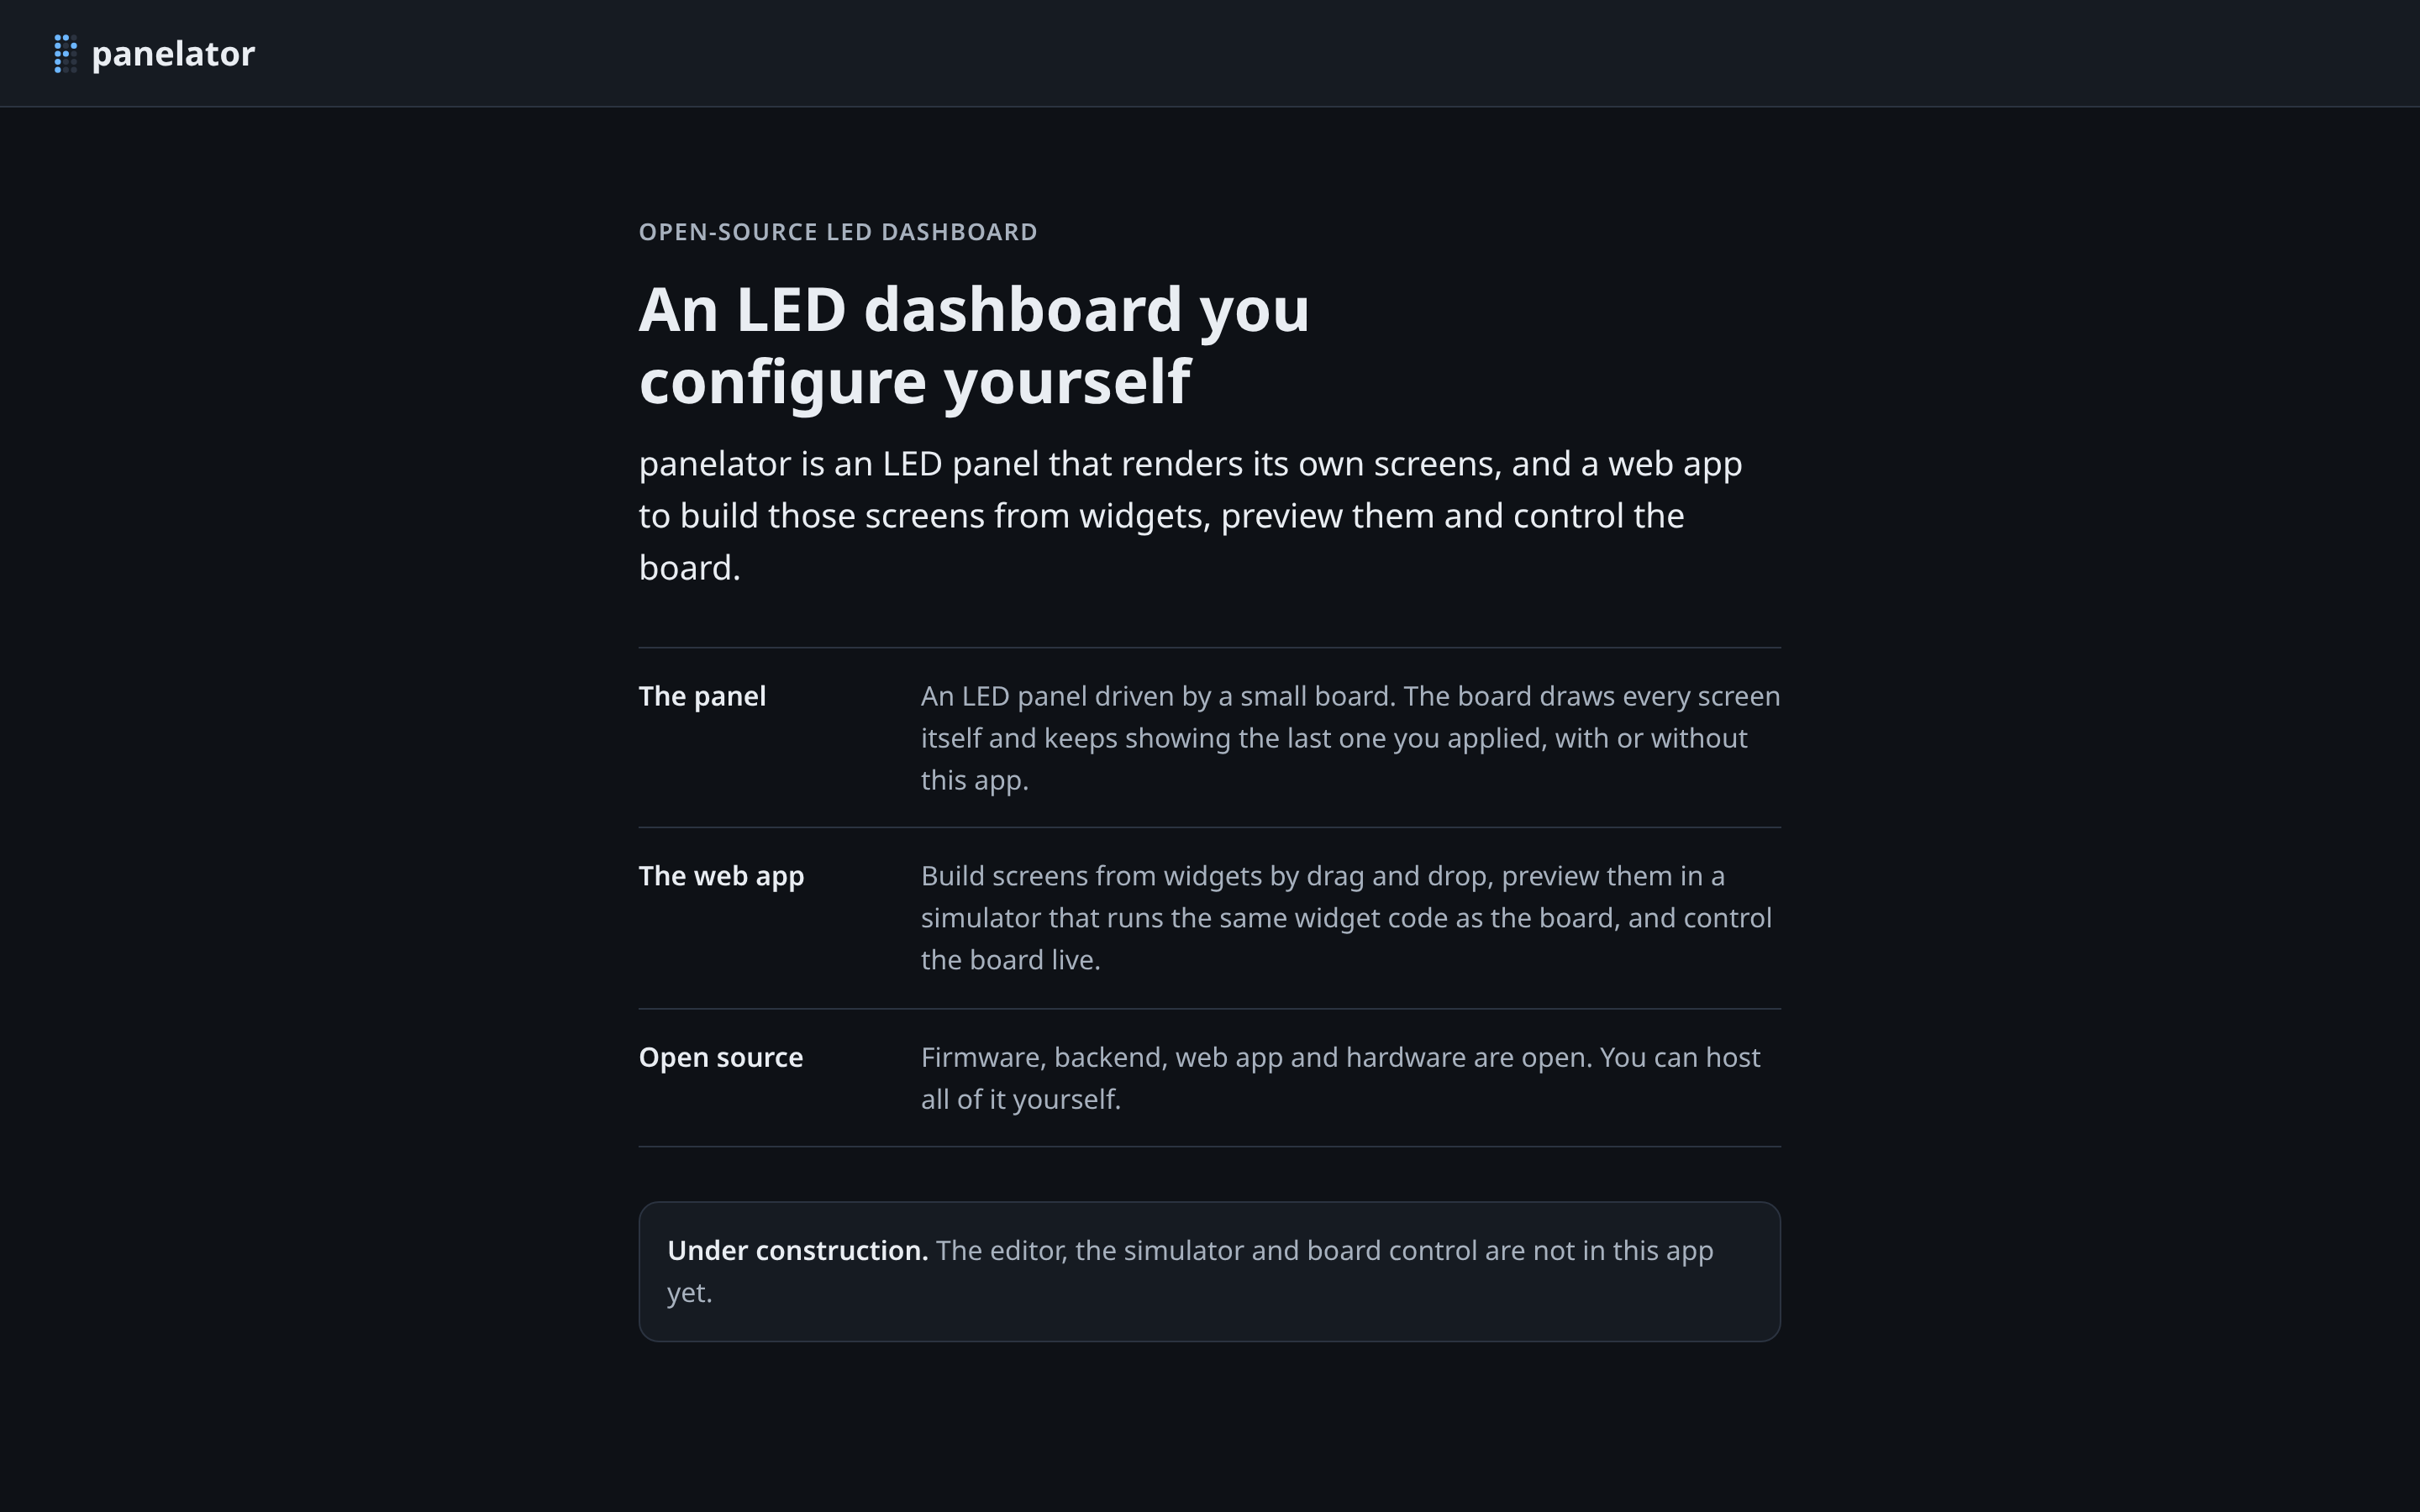 panelator
OPEN-SOURCE LED DASHBOARD
An LED dashboard you
configure yourself
panelator is an LED panel that renders its own screens, and a web app
to build those screens from widgets, preview them and control the
board.
The panel
An LED panel driven by a small board. The board draws every screen
itself and keeps showing the last one you applied, with or without
this app.
The web app
Build screens from widgets by drag and drop, preview them in a
simulator that runs the same widget code as the board, and control
the board live.
Open source
Firmware, backend, web app and hardware are open. You can host
all of it yourself.
Under construction. The editor, the simulator and board control are not in this app
yet.